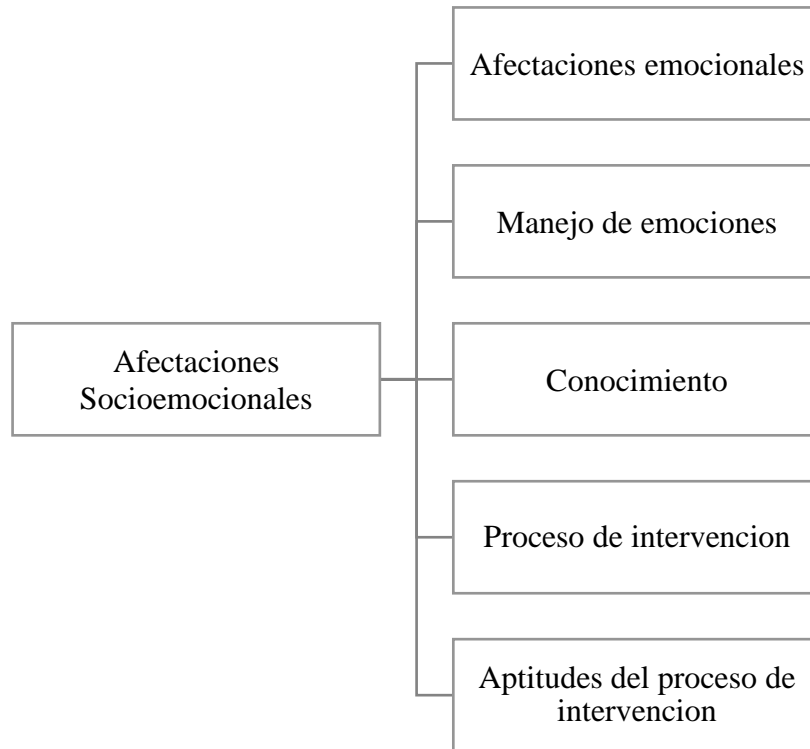 Afectaciones emocionales
Manejo de emociones
Afectaciones
Socioemocionales
Conocimiento
Proceso de intervencion
Aptitudes del proceso de
intervencion